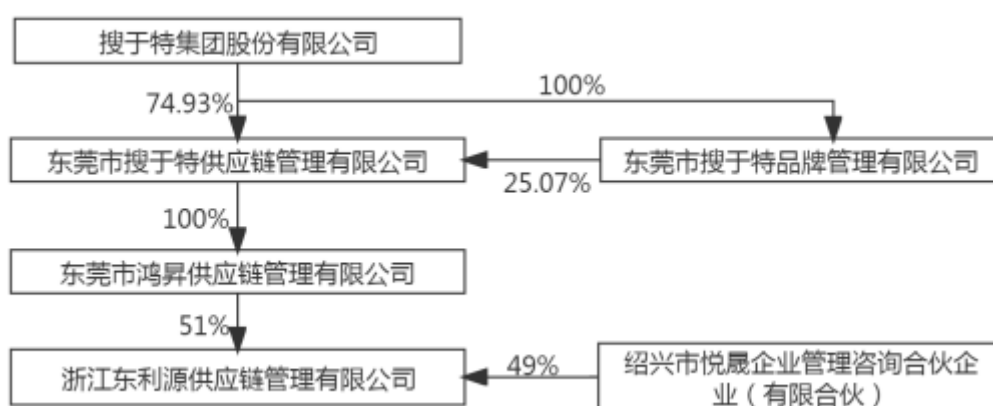 搜于特集团股份有限公司
100%
74.93%
东莞市搜于特供应链管理有限公司
东莞市搜于特品牌管理有限公司
25.07%
100%
东莞市鸿昇供应链管理有限公司
51%
浙江东利源供应链管理有限公司
49%
绍兴市悦晟企业管理咨询合伙企
业（有限合伙）